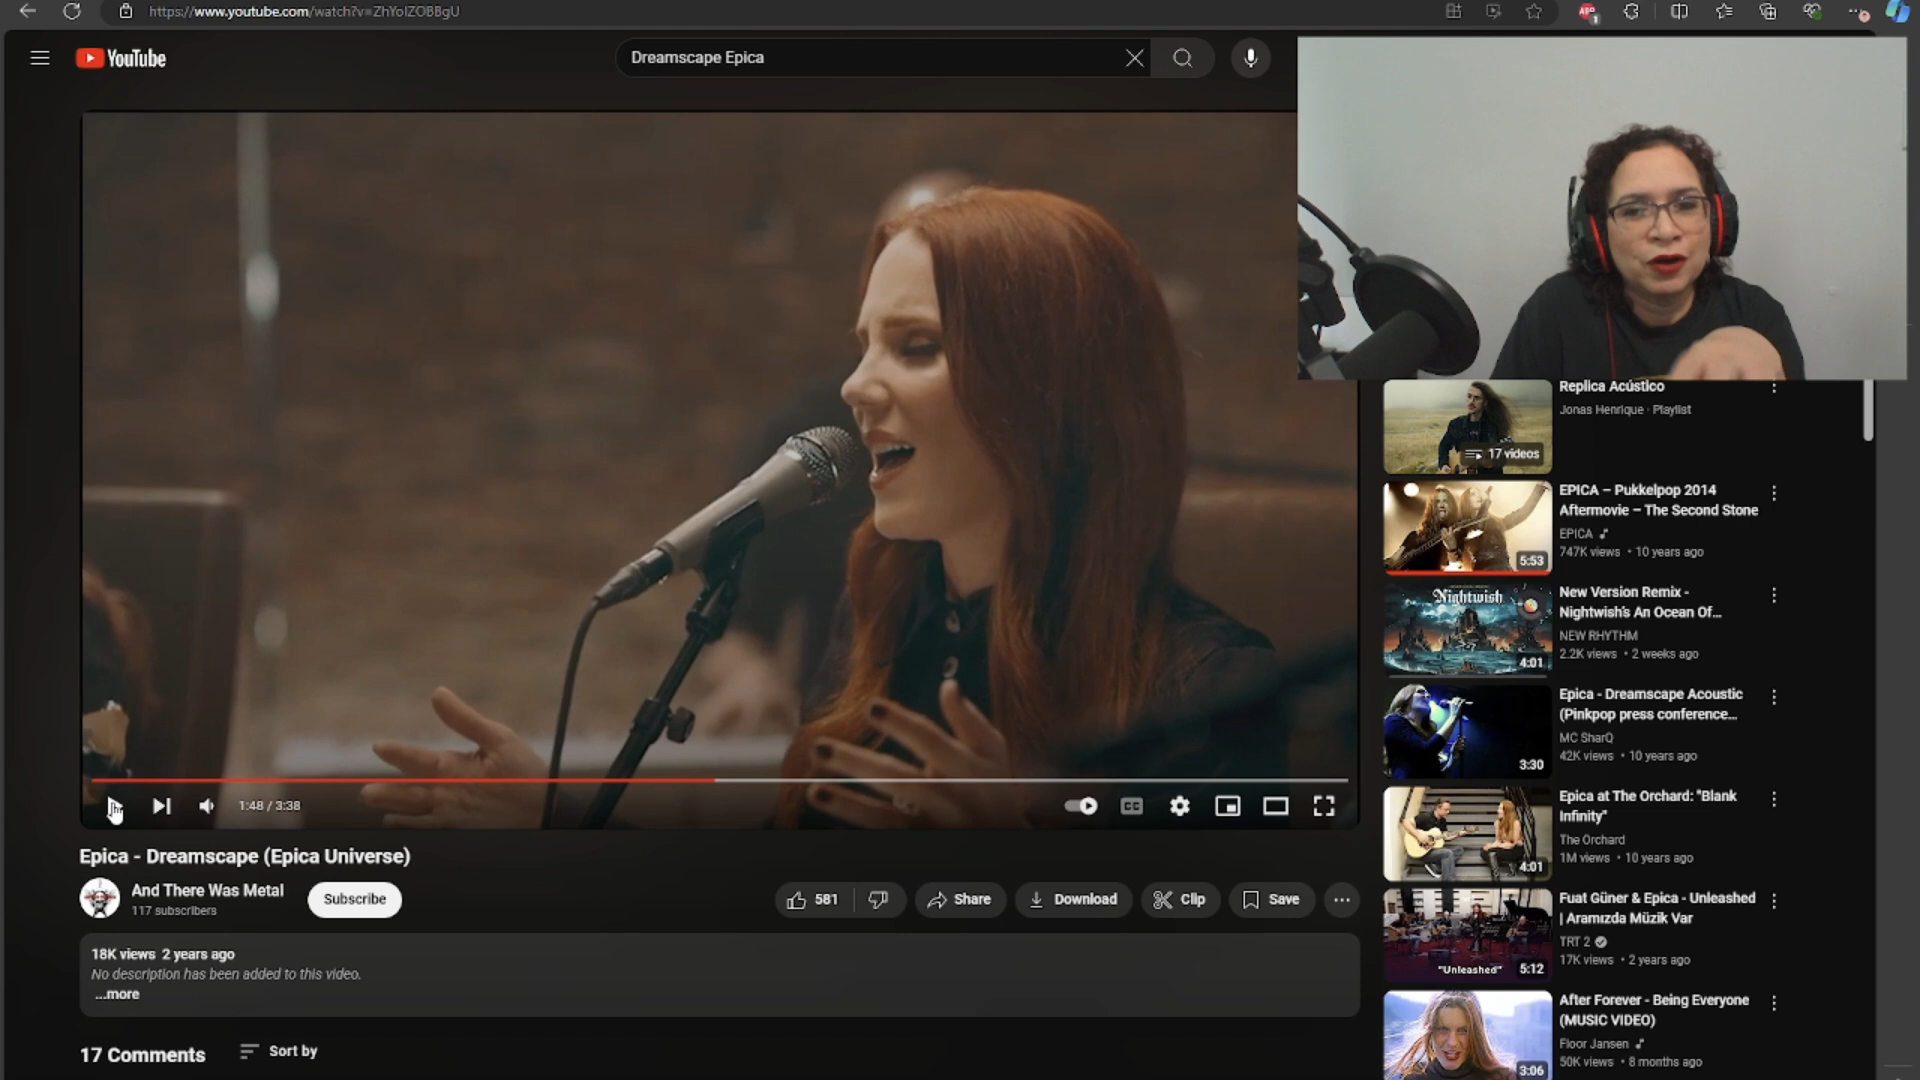 https://www.youtube.com/watch?v=ZhYoIZOBBgU
ABP
1
YouTube
Dreamscape Epica
1:48 / 3:38
CC
Epica - Dreamscape (Epica Universe)
And There Was Metal
117 subscribers
Subscribe
581
Share
Download
Clip
Save
18K views 2 years ago
No description has been added to this video.
...more
17 Comments
Sort by
Replica Acústico
Jonas Henrique · Playlist
17 videos
EPICA – Pukkelpop 2014
Aftermovie – The Second Stone
EPICA
747K views • 10 years ago
5:53
Nightwish
New Version Remix -
Nightwish's An Ocean Of...
NEW RHYTHM
2.2K views • 2 weeks ago
4:01
Epica - Dreamscape Acoustic
(Pinkpop press conference...
MC SharQ
42K views • 10 years ago
3:30
Epica at The Orchard: "Blank
Infinity"
The Orchard
1M views • 10 years ago
4:01
Fuat Güner & Epica - Unleashed
| Aramızda Müzik Var
TRT 2
17K views • 2 years ago
"Unleashed"
5:12
After Forever - Being Everyone
(MUSIC VIDEO)
Floor Jansen
50K views • 8 months ago
3:06